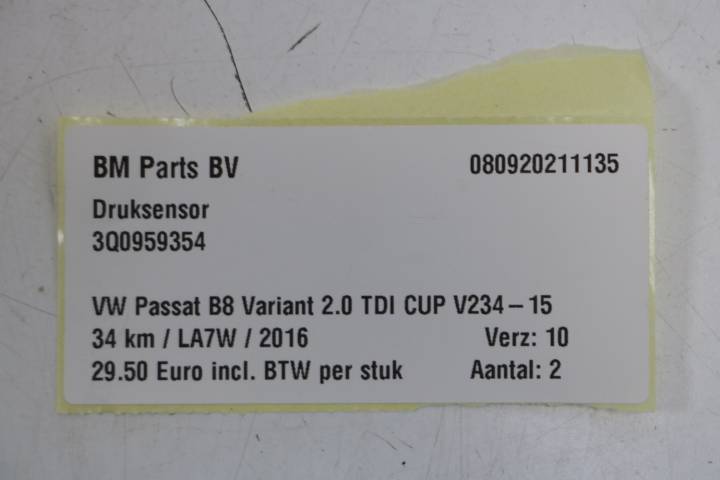 BM Parts BV 080920211135
Druksensor
3Q0959354
VW Passat B8 Variant 2.0 TDI CUP V234 – 15
34 km / LA7W / 2016 Verz: 10
29.50 Euro incl. BTW per stuk Aantal: 2